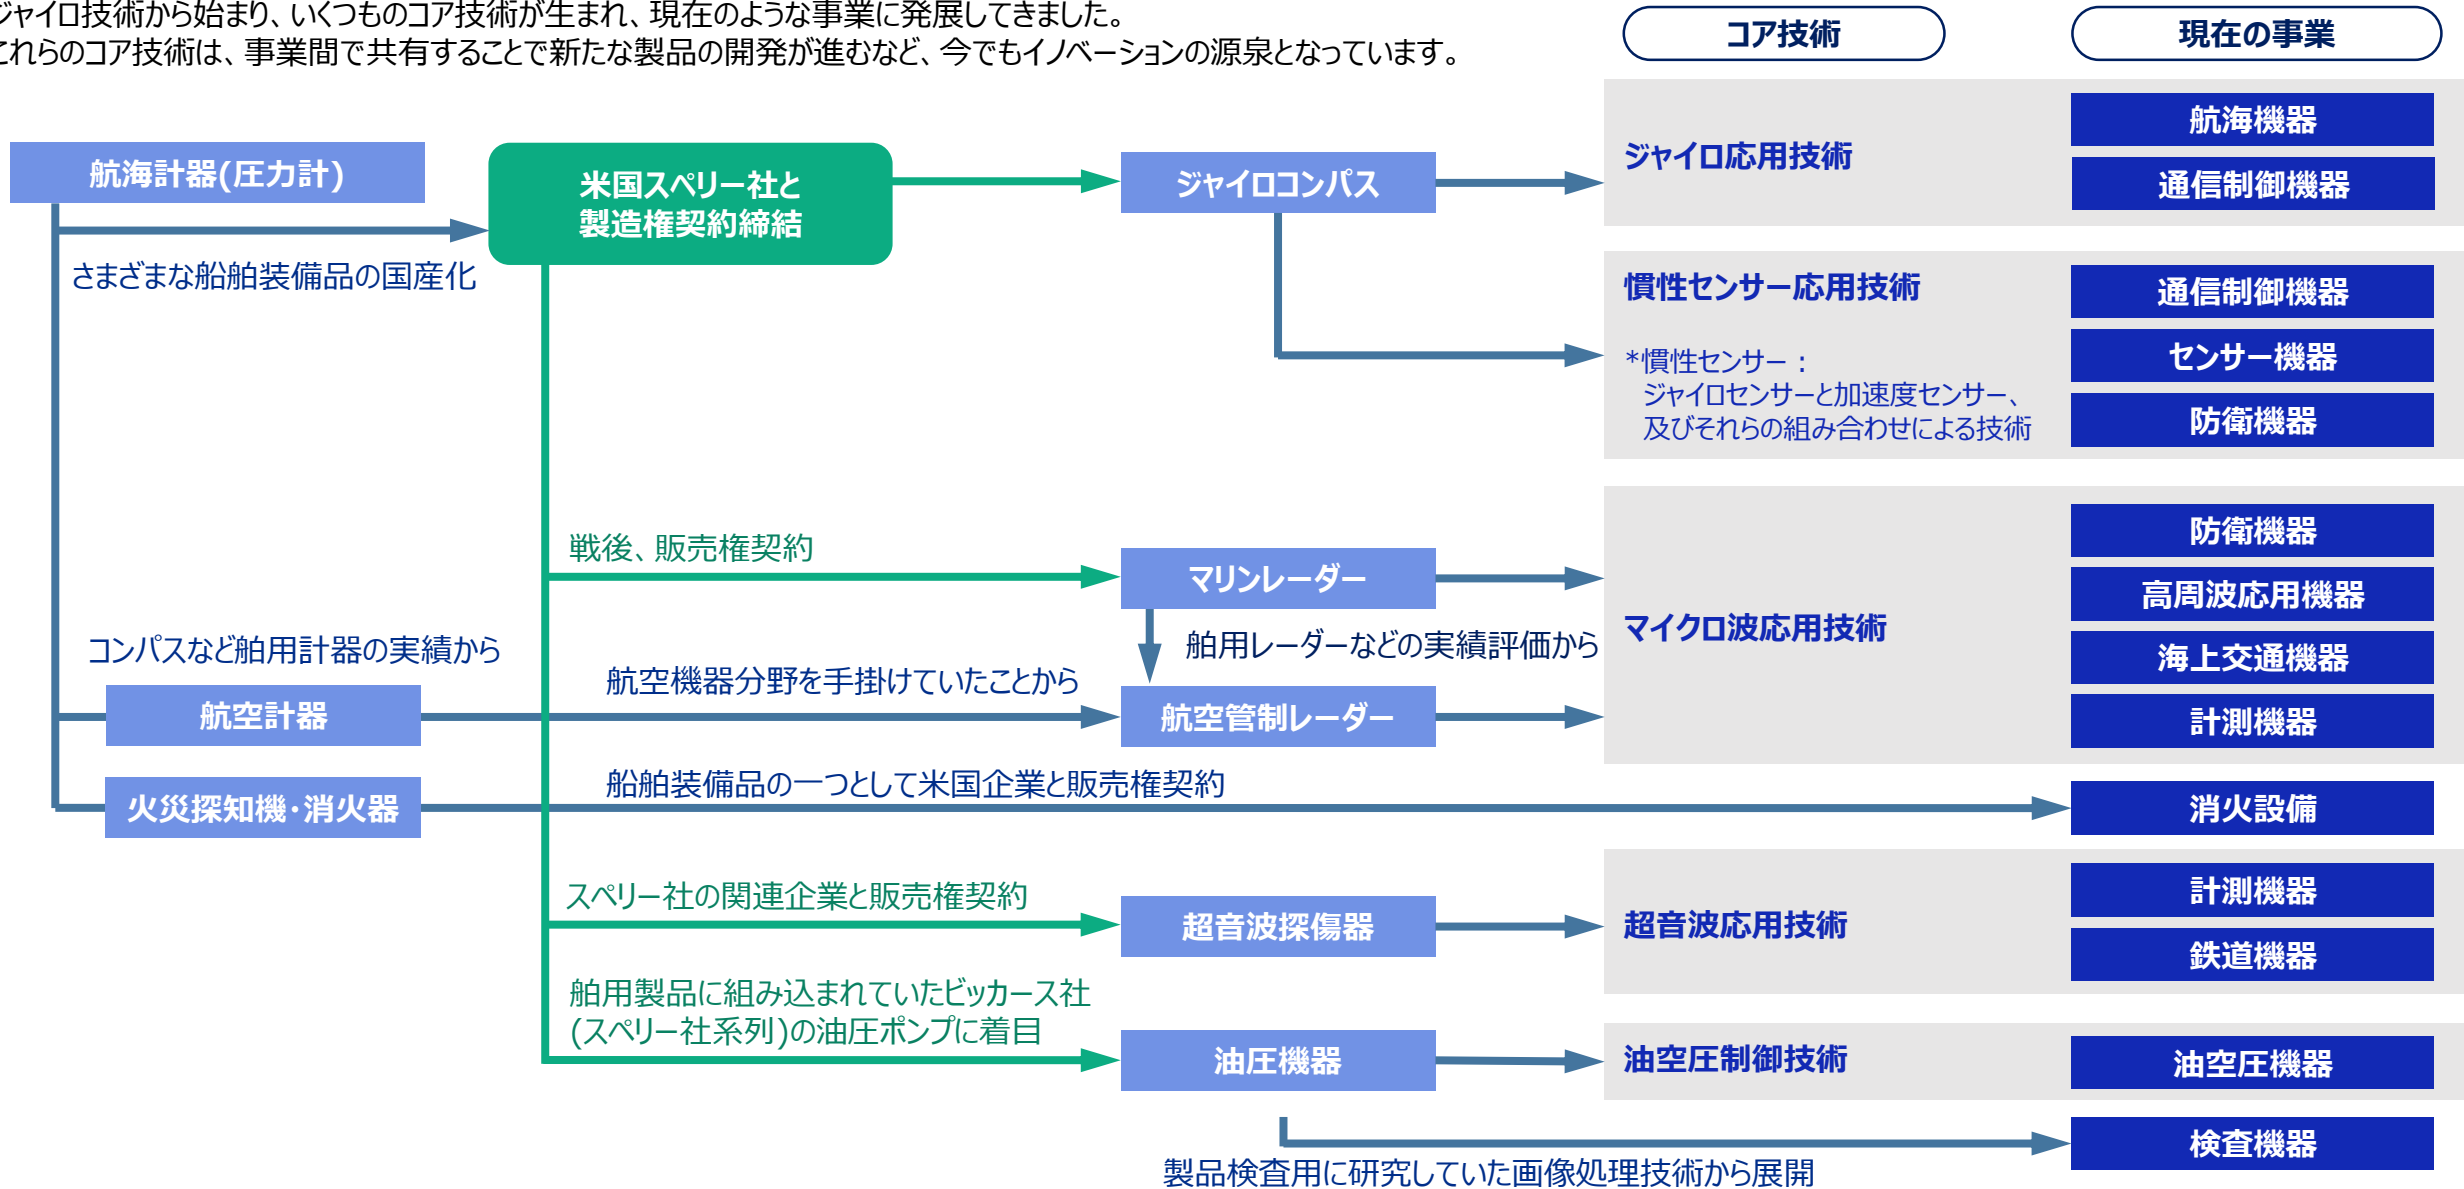 ジャイロ技術から始まり、いくつものコア技術が生まれ、現在のような事業に発展してきました。
これらのコア技術は、事業間で共有することで新たな製品の開発が進むなど、今でもイノベーションの源泉となっています。
コア技術
現在の事業
航海計器(圧力計)
米国スペリー社と
製造権契約締結
ジャイロコンパス
ジャイロ応用技術
航海機器
通信制御機器
さまざまな船舶装備品の国産化
慣性センサー応用技術
*慣性センサー：
ジャイロセンサーと加速度センサー、
及びそれらの組み合わせによる技術
通信制御機器
センサー機器
防衛機器
戦後、販売権契約
マリンレーダー
舶用レーダーなどの実績評価から
コンパスなど舶用計器の実績から
航空計器
航空機器分野を手掛けていたことから
航空管制レーダー
マイクロ波応用技術
防衛機器
高周波応用機器
海上交通機器
計測機器
火災探知機・消火器
船舶装備品の一つとして米国企業と販売権契約
消火設備
スペリー社の関連企業と販売権契約
超音波探傷器
超音波応用技術
計測機器
鉄道機器
舶用製品に組み込まれていたビッカース社
(スペリー社系列)の油圧ポンプに着目
油圧機器
油空圧制御技術
油空圧機器
製品検査用に研究していた画像処理技術から展開
検査機器